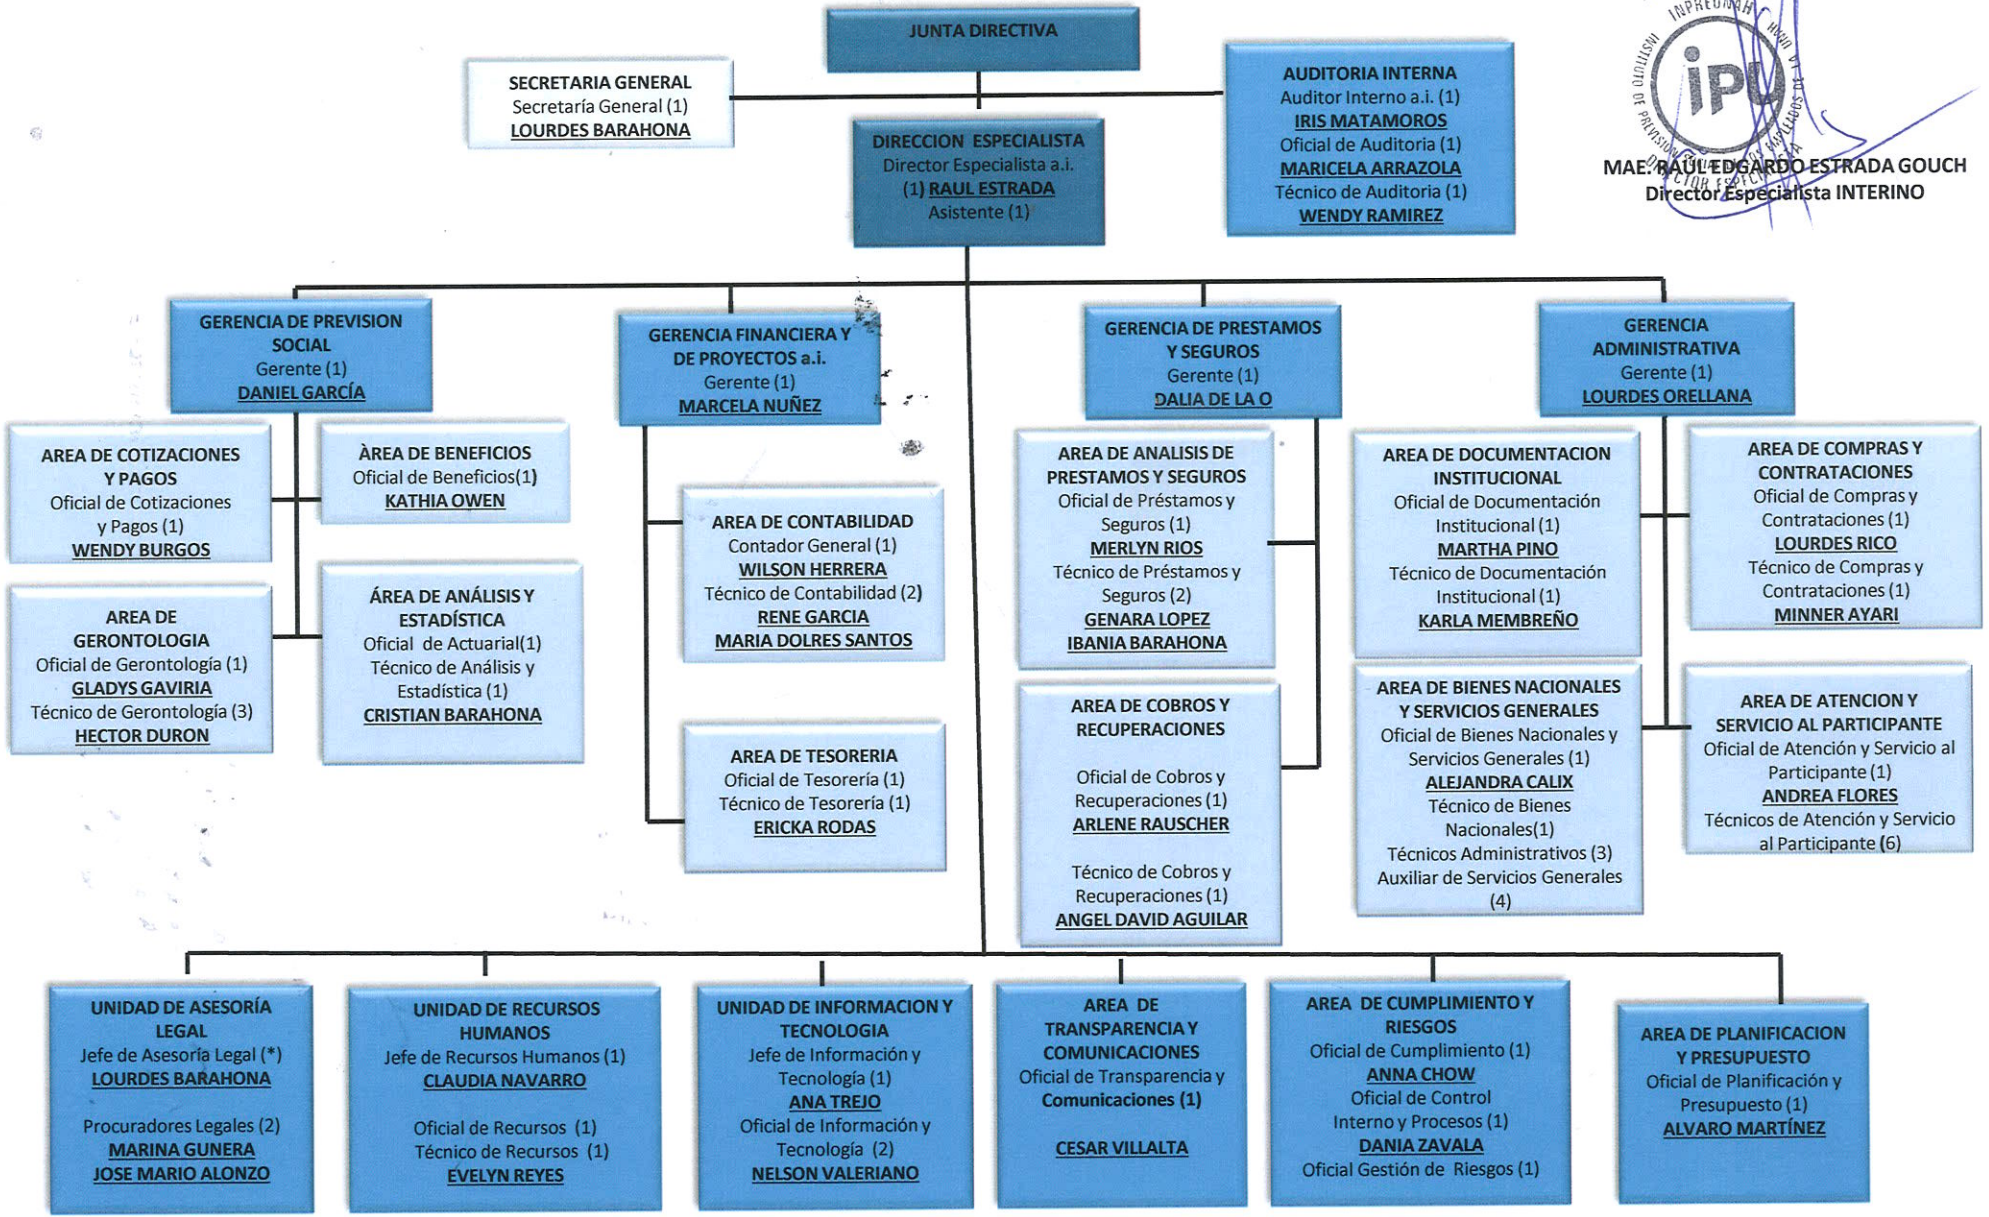 JUNTA DIRECTIVA
SECRETARIA GENERAL
Secretaría General (1)
LOURDES BARAHONA
AUDITORIA INTERNA
Auditor Interno a.i. (1)
IRIS MATAMOROS
Oficial de Auditoria (1)
MARICELA ARRAZOLA
Técnico de Auditoria (1)
WENDY RAMIREZ
INPREUNAH
INSTITUTO DE PREVISION
iPU
MAE. RAUL EDGARDO ESTRADA GOUCH
Director Especialista INTERINO
DIRECCION ESPECIALISTA
Director Especialista a.i.
(1) RAUL ESTRADA
Asistente (1)
GERENCIA DE PREVISION
SOCIAL
Gerente (1)
DANIEL GARCÍA
GERENCIA FINANCIERA Y
DE PROYECTOS a.i.
Gerente (1)
MARCELA NUÑEZ
GERENCIA DE PRESTAMOS
Y SEGUROS
Gerente (1)
DALIA DE LA O
GERENCIA
ADMINISTRATIVA
Gerente (1)
LOURDES ORELLANA
AREA DE COTIZACIONES
Y PAGOS
Oficial de Cotizaciones
y Pagos (1)
WENDY BURGOS
ÀREA DE BENEFICIOS
Oficial de Beneficios(1)
KATHIA OWEN
AREA DE
GERONTOLOGIA
Oficial de Gerontología (1)
GLADYS GAVIRIA
Técnico de Gerontología (3)
HECTOR DURON
ÁREA DE ANÁLISIS Y
ESTADÍSTICA
Oficial de Actuarial(1)
Técnico de Análisis y
Estadística (1)
CRISTIAN BARAHONA
AREA DE CONTABILIDAD
Contador General (1)
WILSON HERRERA
Técnico de Contabilidad (2)
RENE GARCIA
MARIA DOLRES SANTOS
AREA DE TESORERIA
Oficial de Tesorería (1)
Técnico de Tesorería (1)
ERICKA RODAS
AREA DE ANALISIS DE
PRESTAMOS Y SEGUROS
Oficial de Préstamos y
Seguros (1)
MERLYN RIOS
Técnico de Préstamos y
Seguros (2)
GENARA LOPEZ
IBANIA BARAHONA
AREA DE COBROS Y
RECUPERACIONES
Oficial de Cobros y
Recuperaciones (1)
ARLENE RAUSCHER
Técnico de Cobros y
Recuperaciones (1)
ANGEL DAVID AGUILAR
AREA DE DOCUMENTACION
INSTITUCIONAL
Oficial de Documentación
Institucional (1)
MARTHA PINO
Técnico de Documentación
Institucional (1)
KARLA MEMBREÑO
AREA DE COMPRAS Y
CONTRATACIONES
Oficial de Compras y
Contrataciones (1)
LOURDES RICO
Técnico de Compras y
Contrataciones (1)
MINNER AYARI
AREA DE BIENES NACIONALES
Y SERVICIOS GENERALES
Oficial de Bienes Nacionales y
Servicios Generales (1)
ALEJANDRA CALIX
Técnico de Bienes
Nacionales(1)
Técnicos Administrativos (3)
Auxiliar de Servicios Generales
(4)
AREA DE ATENCION Y
SERVICIO AL PARTICIPANTE
Oficial de Atención y Servicio al
Participante (1)
ANDREA FLORES
Técnicos de Atención y Servicio
al Participante (6)
UNIDAD DE ASESORÍA
LEGAL
Jefe de Asesoría Legal (*)
LOURDES BARAHONA
Procuradores Legales (2)
MARINA GUNERA
JOSE MARIO ALONZO
UNIDAD DE RECURSOS
HUMANOS
Jefe de Recursos Humanos (1)
CLAUDIA NAVARRO
Oficial de Recursos (1)
Técnico de Recursos (1)
EVELYN REYES
UNIDAD DE INFORMACION Y
TECNOLOGIA
Jefe de Información y
Tecnología (1)
ANA TREJO
Oficial de Información y
Tecnología (2)
NELSON VALERIANO
AREA DE
TRANSPARENCIA Y
COMUNICACIONES
Oficial de Transparencia y
Comunicaciones (1)
CESAR VILLALTA
AREA DE CUMPLIMIENTO Y
RIESGOS
Oficial de Cumplimiento (1)
ANNA CHOW
Oficial de Control
Interno y Procesos (1)
DANIA ZAVALA
Oficial Gestión de Riesgos (1)
AREA DE PLANIFICACION
Y PRESUPUESTO
Oficial de Planificación y
Presupuesto (1)
ALVARO MARTÍNEZ